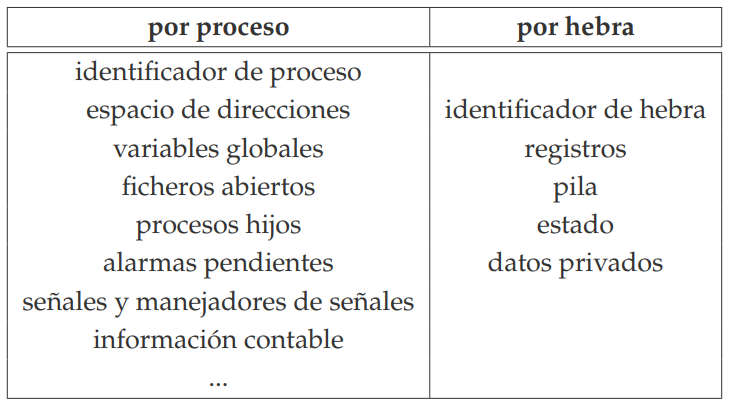 por proceso por hebra
identificador de proceso
espacio de direcciones identificador de hebra
variables globales registros
ficheros abiertos pila
procesos hijos estado
alarmas pendientes datos privados
señales y manejadores de señales
información contable
...